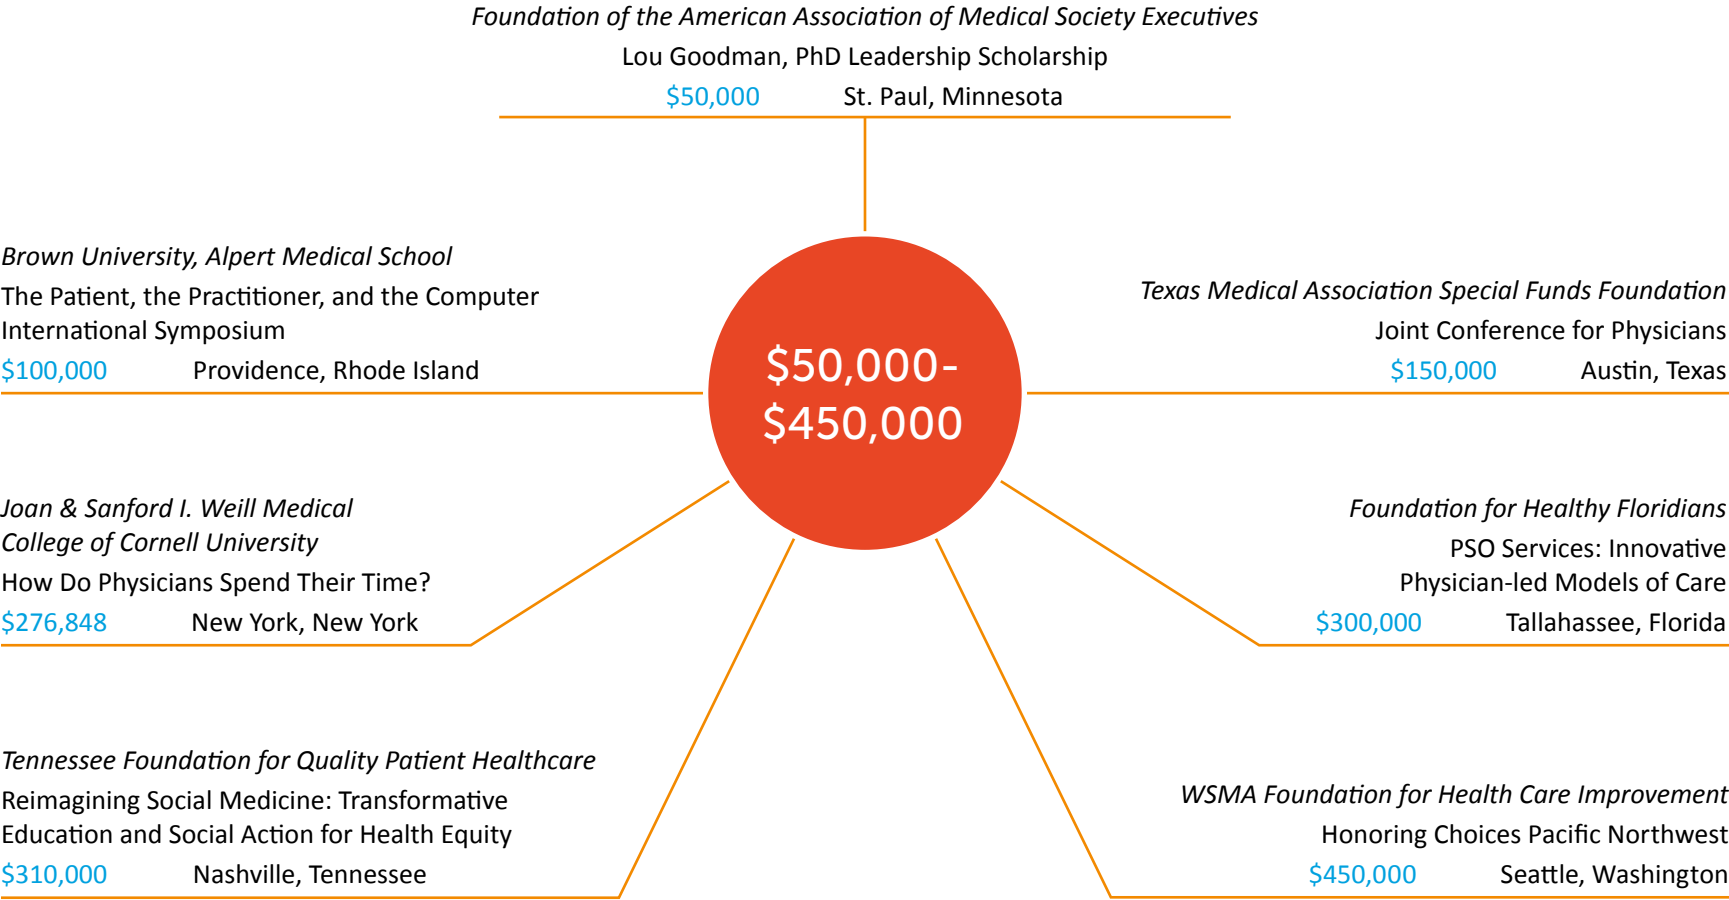 Foundation of the American Association of Medical Society Executives
Lou Goodman, PhD Leadership Scholarship
$50,000 St. Paul, Minnesota
Brown University, Alpert Medical School
The Patient, the Practitioner, and the Computer
International Symposium
$100,000 Providence, Rhode Island
Texas Medical Association Special Funds Foundation
Joint Conference for Physicians
$150,000 Austin, Texas
$50,000-
$450,000
Joan & Sanford I. Weill Medical
College of Cornell University
How Do Physicians Spend Their Time?
$276,848 New York, New York
Foundation for Healthy Floridians
PSO Services: Innovative
Physician-led Models of Care
$300,000 Tallahassee, Florida
Tennessee Foundation for Quality Patient Healthcare
Reimagining Social Medicine: Transformative
Education and Social Action for Health Equity
$310,000 Nashville, Tennessee
WSMA Foundation for Health Care Improvement
Honoring Choices Pacific Northwest
$450,000 Seattle, Washington